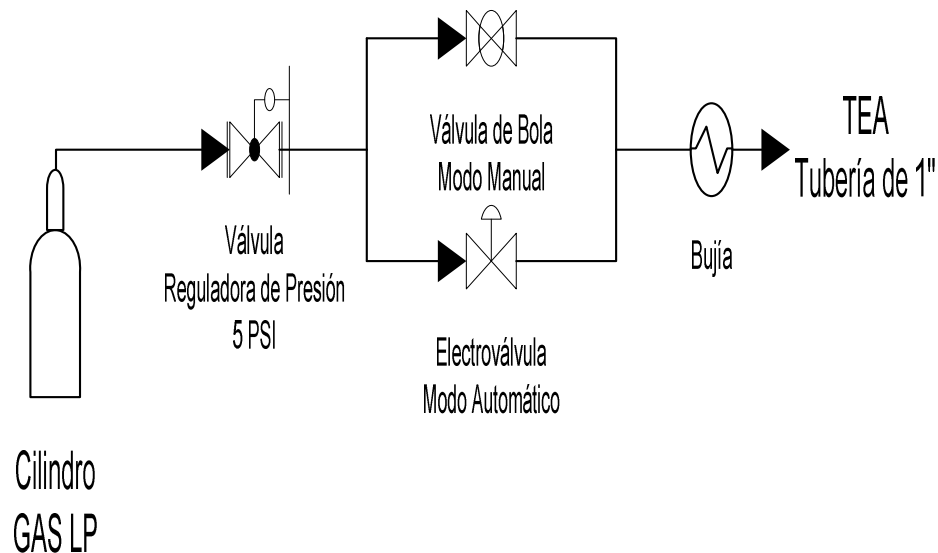 Válvula de Bola
Modo Manual
TEA
Tubería de 1"
Válvula
Reguladora de Presión
5 PSI
Bujía
Electroválvula
Modo Automático
Cilindro
GAS LP